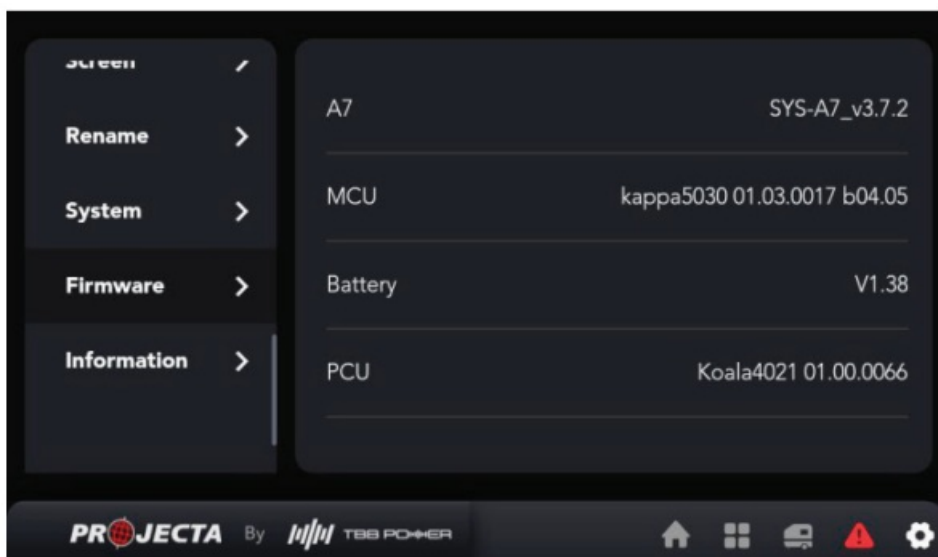 Screen
Rename
System
Firmware
Information
A7 SYS-A7_v3.7.2
MCU kappa5030 01.03.0017 b04.05
Battery V1.38
PCU Koala4021 01.00.0066
PROJECTA By TBB POWER